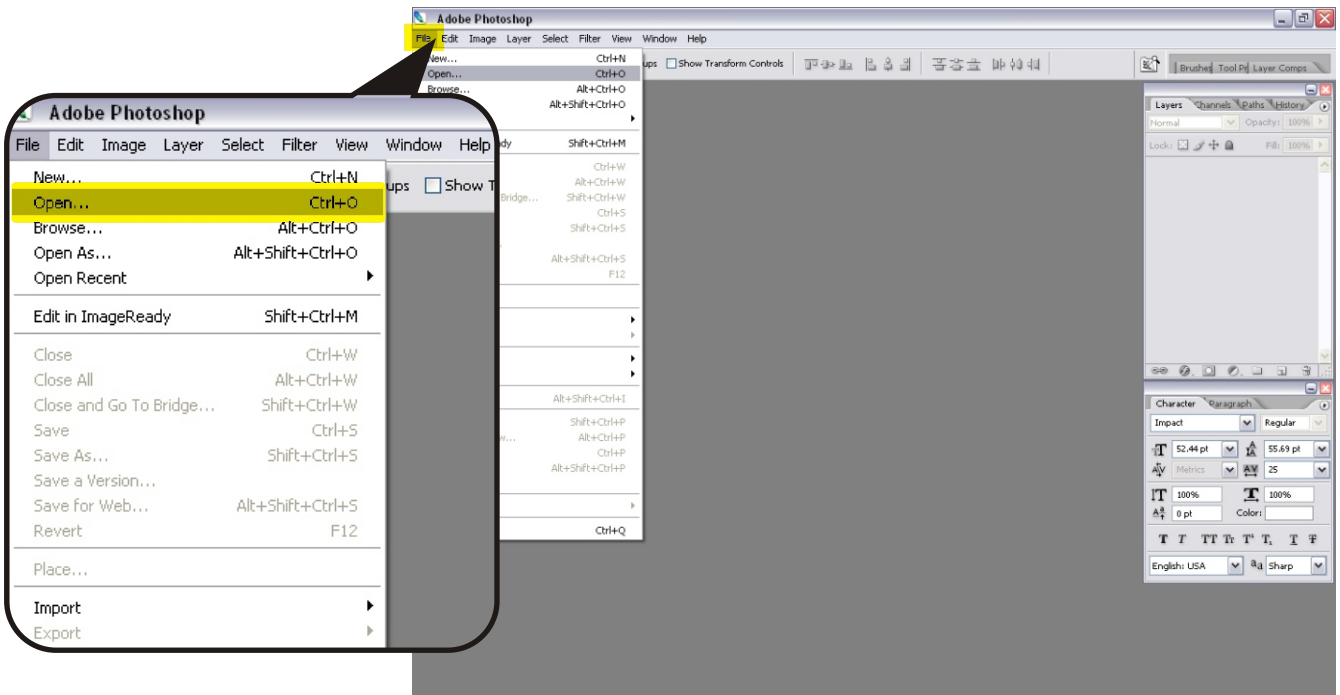 Adobe Photoshop
File Edit Image Layer Select Filter View Window Help
New... Ctrl+N
Open... Ctrl+O
Browse... Alt+Ctrl+O
Alt+Shift+Ctrl+O
dy Shift+Ctrl+M
Ctrl+W
Alt+Ctrl+W
Bridge... Shift+Ctrl+W
Ctrl+S
Shift+Ctrl+S
Alt+Shift+Ctrl+S
F12
Alt+Shift+Ctrl+I
Shift+Ctrl+P
w... Alt+Ctrl+P
Ctrl+P
Alt+Shift+Ctrl+P
Ctrl+Q
ups Show Transform Controls
Brushes Tool Pr Layer Comps
Adobe Photoshop
File Edit Image Layer Select Filter View Window Help
ups Show T
New... Ctrl+N
Open... Ctrl+O
Browse... Alt+Ctrl+O
Open As... Alt+Shift+Ctrl+O
Open Recent
Edit in ImageReady Shift+Ctrl+M
Close Ctrl+W
Close All Alt+Ctrl+W
Close and Go To Bridge... Shift+Ctrl+W
Save Ctrl+S
Save As... Shift+Ctrl+S
Save a Version...
Save for Web... Alt+Shift+Ctrl+S
Revert F12
Place...
Import
Export
Layers Channels Paths History
Normal Opacity: 100%
Lock: Fill: 100%
Character Paragraph
Impact Regular
52.44 pt 55.69 pt
Metrics 25
100% 100%
0 pt Color:
T T TT Tr T¹ T₁ T T
English: USA aa Sharp